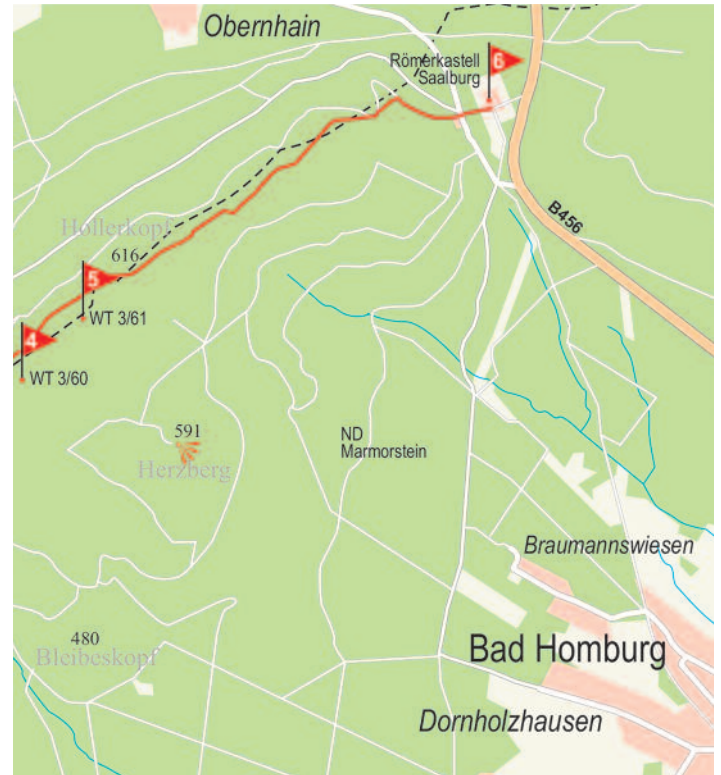 Obernhain
Römerkastell
Saalburg
6
B456
Hollerkopf
616
5
WT 3/61
4
WT 3/60
591
Herzberg
ND
Marmorstein
Braumannswiesen
480
Bleibeskopf
Bad Homburg
Dornholzhausen